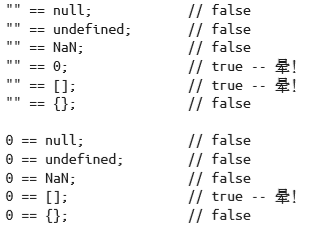 "" == null;          // false
"" == undefined;     // false
"" == NaN;           // false
"" == 0;             // true -- 晕!
"" == [];            // true -- 晕!
"" == {};            // false

0 == null;           // false
0 == undefined;      // false
0 == NaN;            // false
0 == [];             // true -- 晕!
0 == {};             // false